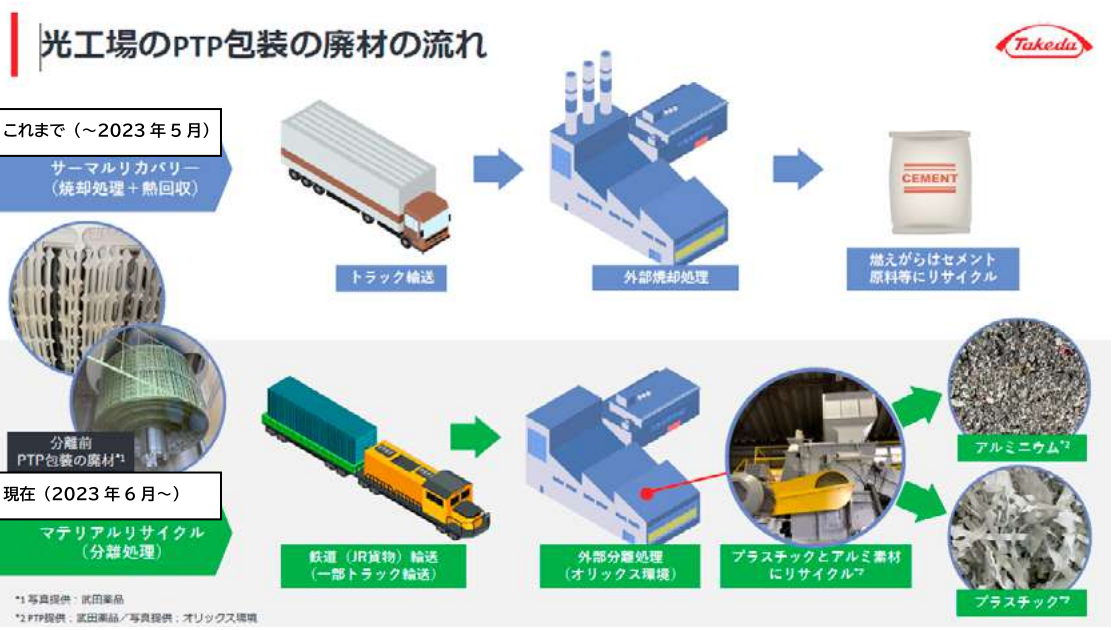 光工場のPTP包装の廃材の流れ
Takeda
これまで（～2023年5月）
サーマルリカバリー
（焼却処理＋熱回収）
トラック輸送
外部焼却処理
CEMENT
燃えがらはセメント
原料等にリサイクル
分離前
PTP包装の廃材*1
現在（2023年6月～）
マテリアルリサイクル
（分離処理）
鉄道（JR貨物）輸送
（一部トラック輸送）
外部分離処理
（オリックス環境）
プラスチックとアルミ素材
にリサイクル*2
アルミニウム*2
プラスチック*2
*1 写真提供：武田薬品
*2 PTP提供：武田薬品／写真提供：オリックス環境